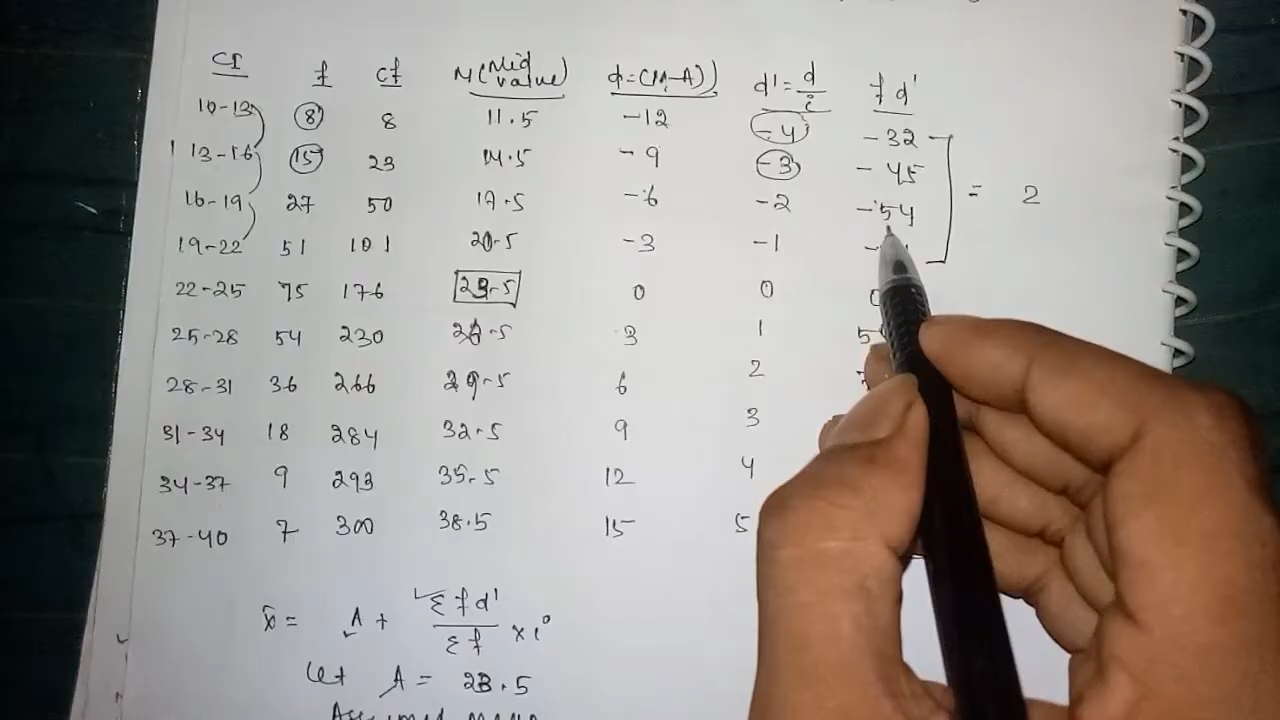 CI f cf M(Mid value) d=(M-A)) d'=d/i fd'
10-13 8 8 11.5 -12 -4 -32
13-16 15 23 14.5 -9 -3 -45
16-19 27 50 17.5 -6 -2 -54 = 2
19-22 51 101 20.5 -3 -1
22-25 75 176 23.5 0 0
25-28 54 230 26.5 3 1
28-31 36 266 29.5 6 2
31-34 18 284 32.5 9 3
34-37 9 293 35.5 12 4
37-40 7 300 38.5 15 5
x̄ = A + Σfd'/Σf × i
Let A = 23.5
Assumed mean